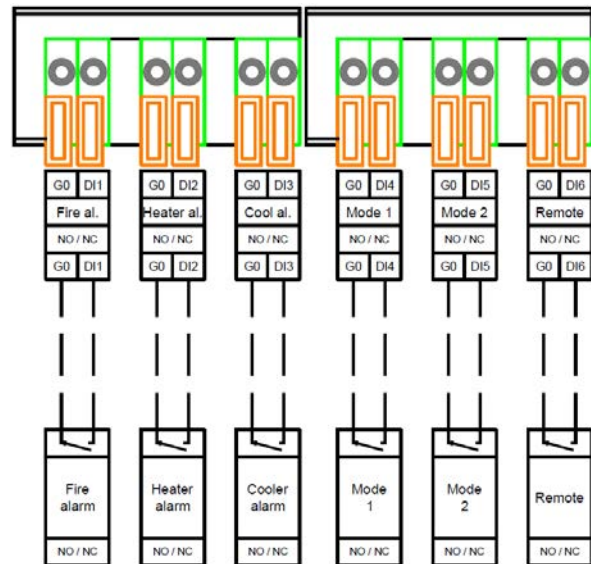 G0 DI1 G0 DI2 G0 DI3 G0 DI4 G0 DI5 G0 DI6
Fire al. Heater al. Cool al. Mode 1 Mode 2 Remote
NO / NC NO / NC NO / NC NO / NC NO / NC NO / NC
G0 DI1 G0 DI2 G0 DI3 G0 DI4 G0 DI5 G0 DI6
Fire alarm
Heater alarm
Cooler alarm
Mode 1
Mode 2
Remote
NO / NC NO / NC NO / NC NO / NC NO / NC NO / NC